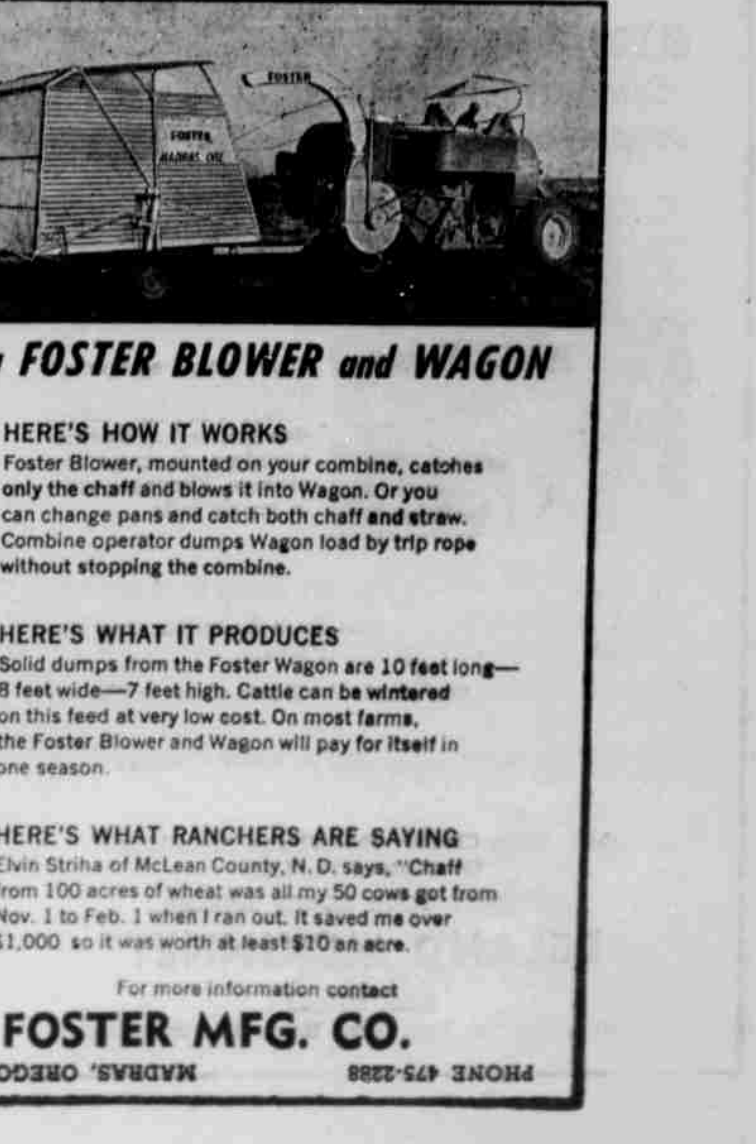 FOSTER
FOSTER
MADRAS, ORE.
FOSTER BLOWER and WAGON
HERE'S HOW IT WORKS
Foster Blower, mounted on your combine, catches
only the chaff and blows it into Wagon. Or you
can change pans and catch both chaff and straw.
Combine operator dumps Wagon load by trip rope
without stopping the combine.
HERE'S WHAT IT PRODUCES
Solid dumps from the Foster Wagon are 10 feet long—
8 feet wide—7 feet high. Cattle can be wintered
on this feed at very low cost. On most farms,
the Foster Blower and Wagon will pay for itself in
one season.
HERE'S WHAT RANCHERS ARE SAYING
Elvin Striha of McLean County, N. D. says, "Chaff
from 100 acres of wheat was all my 50 cows got from
Nov. 1 to Feb. 1 when I ran out. It saved me over
$1,000 so it was worth at least $10 an acre.
For more information contact
FOSTER MFG. CO.
PHONE 475-2288 MADRAS, OREGO